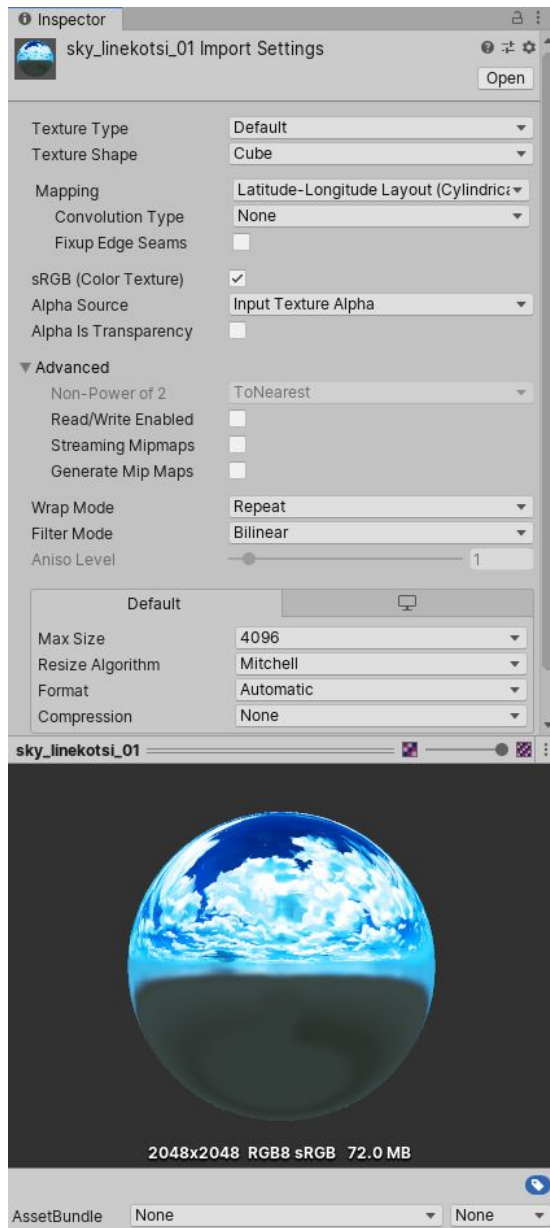 Inspector
sky_linekotsi_01 Import Settings
Open
Texture Type Default
Texture Shape Cube
Mapping Latitude-Longitude Layout (Cylindrica
Convolution Type None
Fixup Edge Seams
sRGB (Color Texture)
Alpha Source Input Texture Alpha
Alpha Is Transparency
Advanced
Non-Power of 2 ToNearest
Read/Write Enabled
Streaming Mipmaps
Generate Mip Maps
Wrap Mode Repeat
Filter Mode Bilinear
Aniso Level 1
Default
Max Size 4096
Resize Algorithm Mitchell
Format Automatic
Compression None
sky_linekotsi_01
2048x2048 RGB8 sRGB 72.0 MB
AssetBundle None None